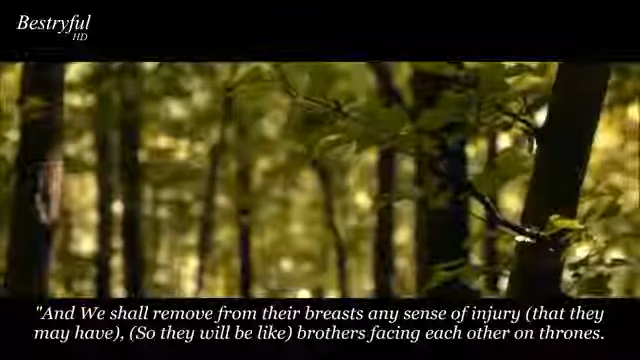 Bestryful
HD
"And We shall remove from their breasts any sense of injury (that they
may have), (So they will be like) brothers facing each other on thrones.